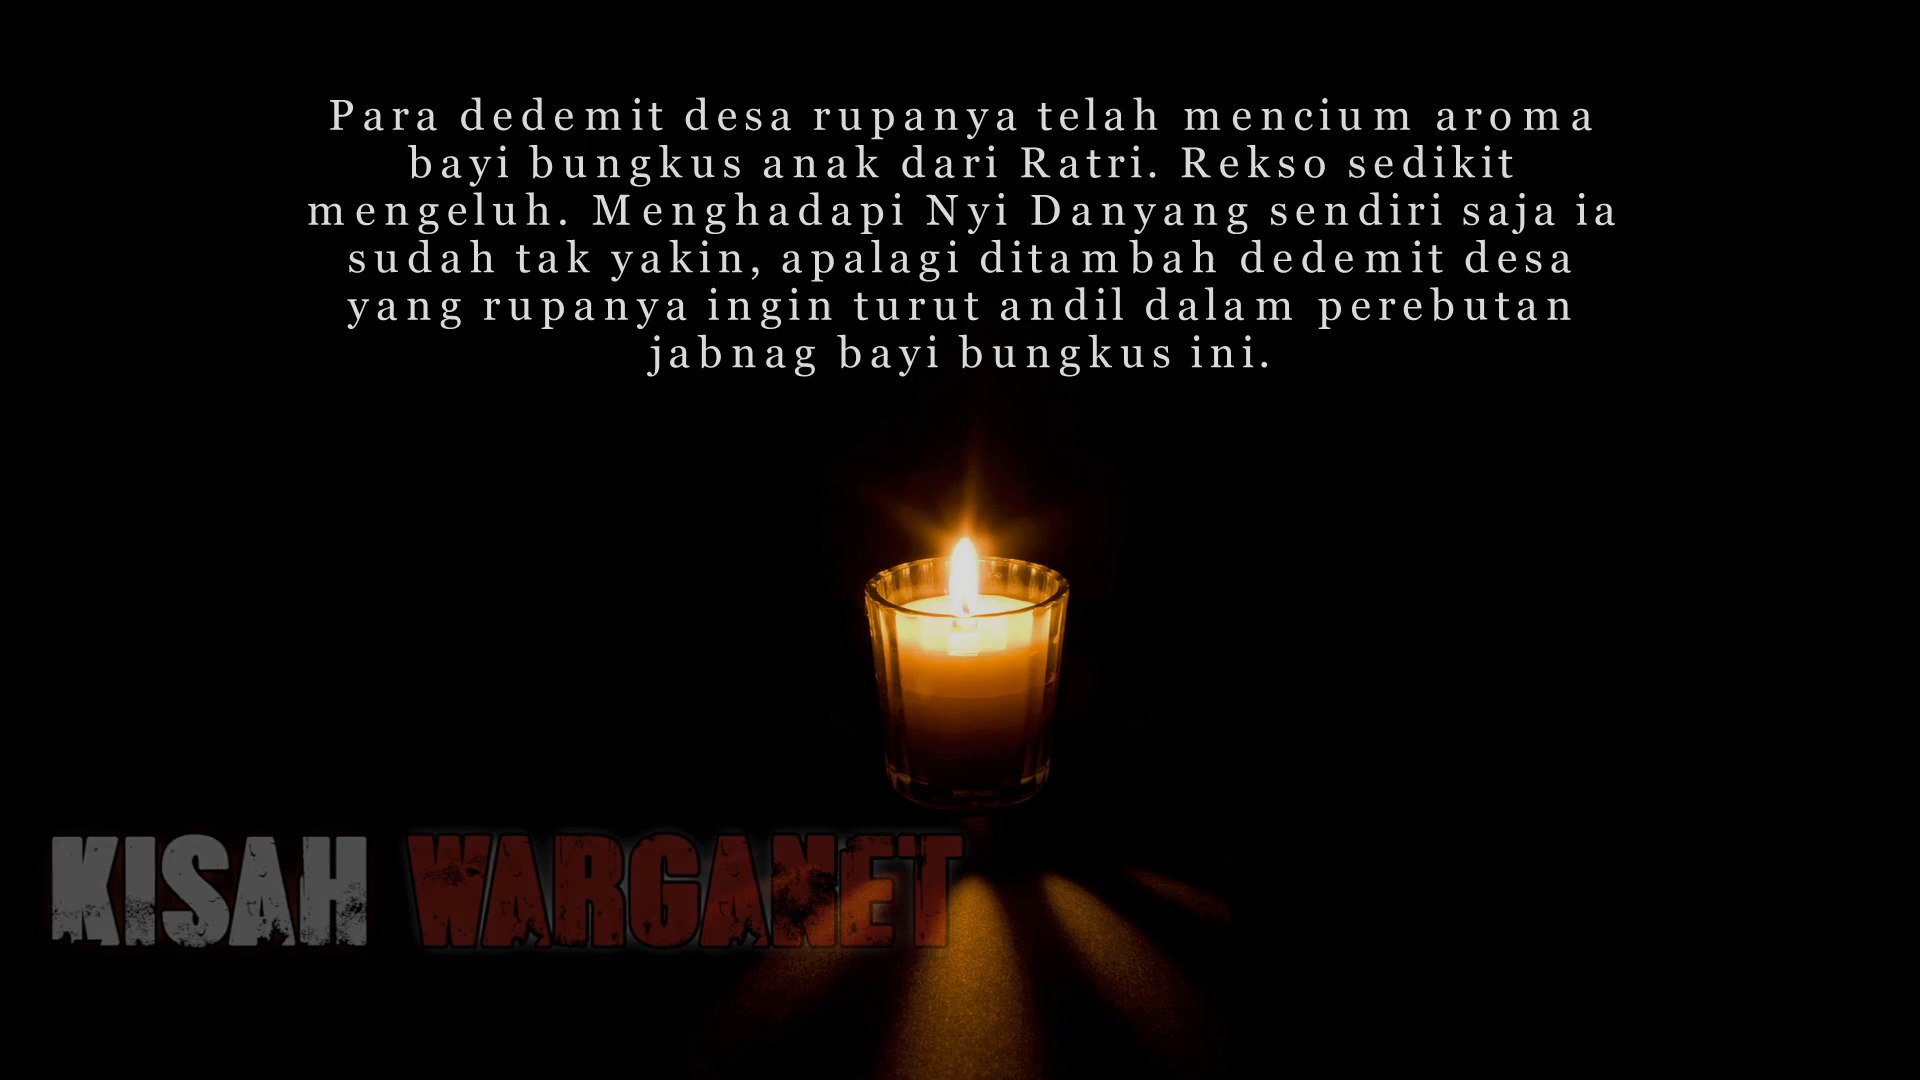 Para dedemit desa rupanya telah mencium aroma
bayi bungkus anak dari Ratri. Rekso sedikit
mengeluh. Menghadapi Nyi Danyang sendiri saja ia
sudah tak yakin, apalagi ditambah dedemit desa
yang rupanya ingin turut andil dalam perebutan
jabnag bayi bungkus ini.
KISAH WARGANET